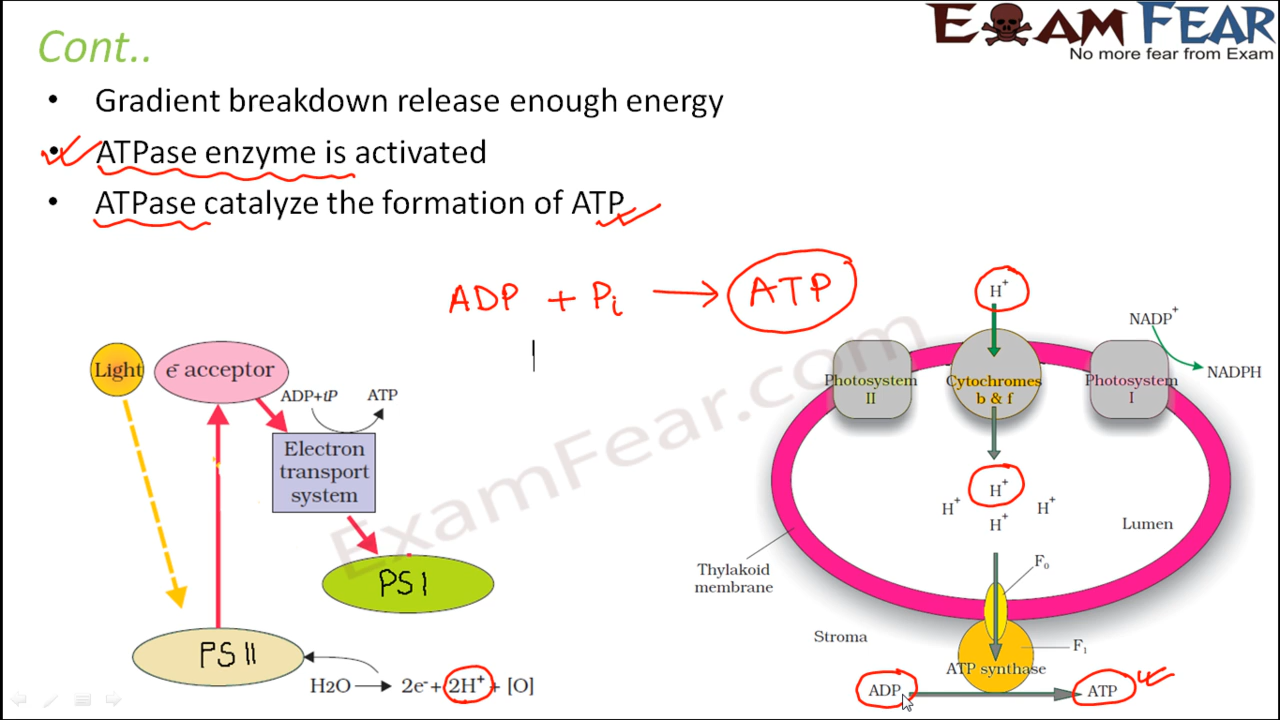 Cont..
EXAM FEAR
No more fear from Exam
• Gradient breakdown release enough energy
• ATPase enzyme is activated
• ATPase catalyze the formation of ATP
ADP + Pi → ATP
H+
NADP+
NADPH
Photosystem
II
Cytochromes
b & f
Photosystem
I
Light
e- acceptor
ADP+iP
ATP
Electron
transport
system
PS I
PS II
H2O → 2e- + 2H+ + [O]
H+
H+
H+
H+
Lumen
Thylakoid
membrane
F0
Stroma
F1
ATP synthase
ADP
ATP
ExamFear.com